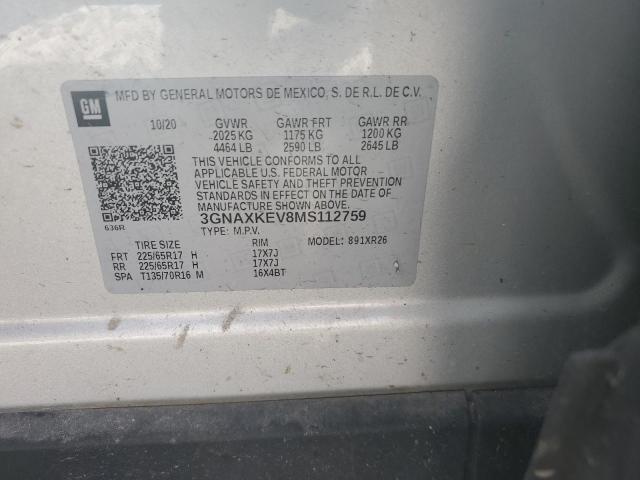 GM
MFD BY GENERAL MOTORS DE MEXICO, S. DE R.L. DE C.V.
10/20 GVWR GAWR FRT GAWR RR
2025 KG 1175 KG 1200 KG
4464 LB 2590 LB 2645 LB
THIS VEHICLE CONFORMS TO ALL
APPLICABLE U.S. FEDERAL MOTOR
VEHICLE SAFETY AND THEFT PREVENTION
STANDARDS IN EFFECT ON THE DATE OF
MANUFACTURE SHOWN ABOVE.
3GNAXKEV8MS112759
636R TYPE: M.P.V.
TIRE SIZE RIM MODEL: 891XR26
FRT 225/65R17 H 17X7J
RR 225/65R17 H 17X7J
SPA T135/70R16 M 16X4BT